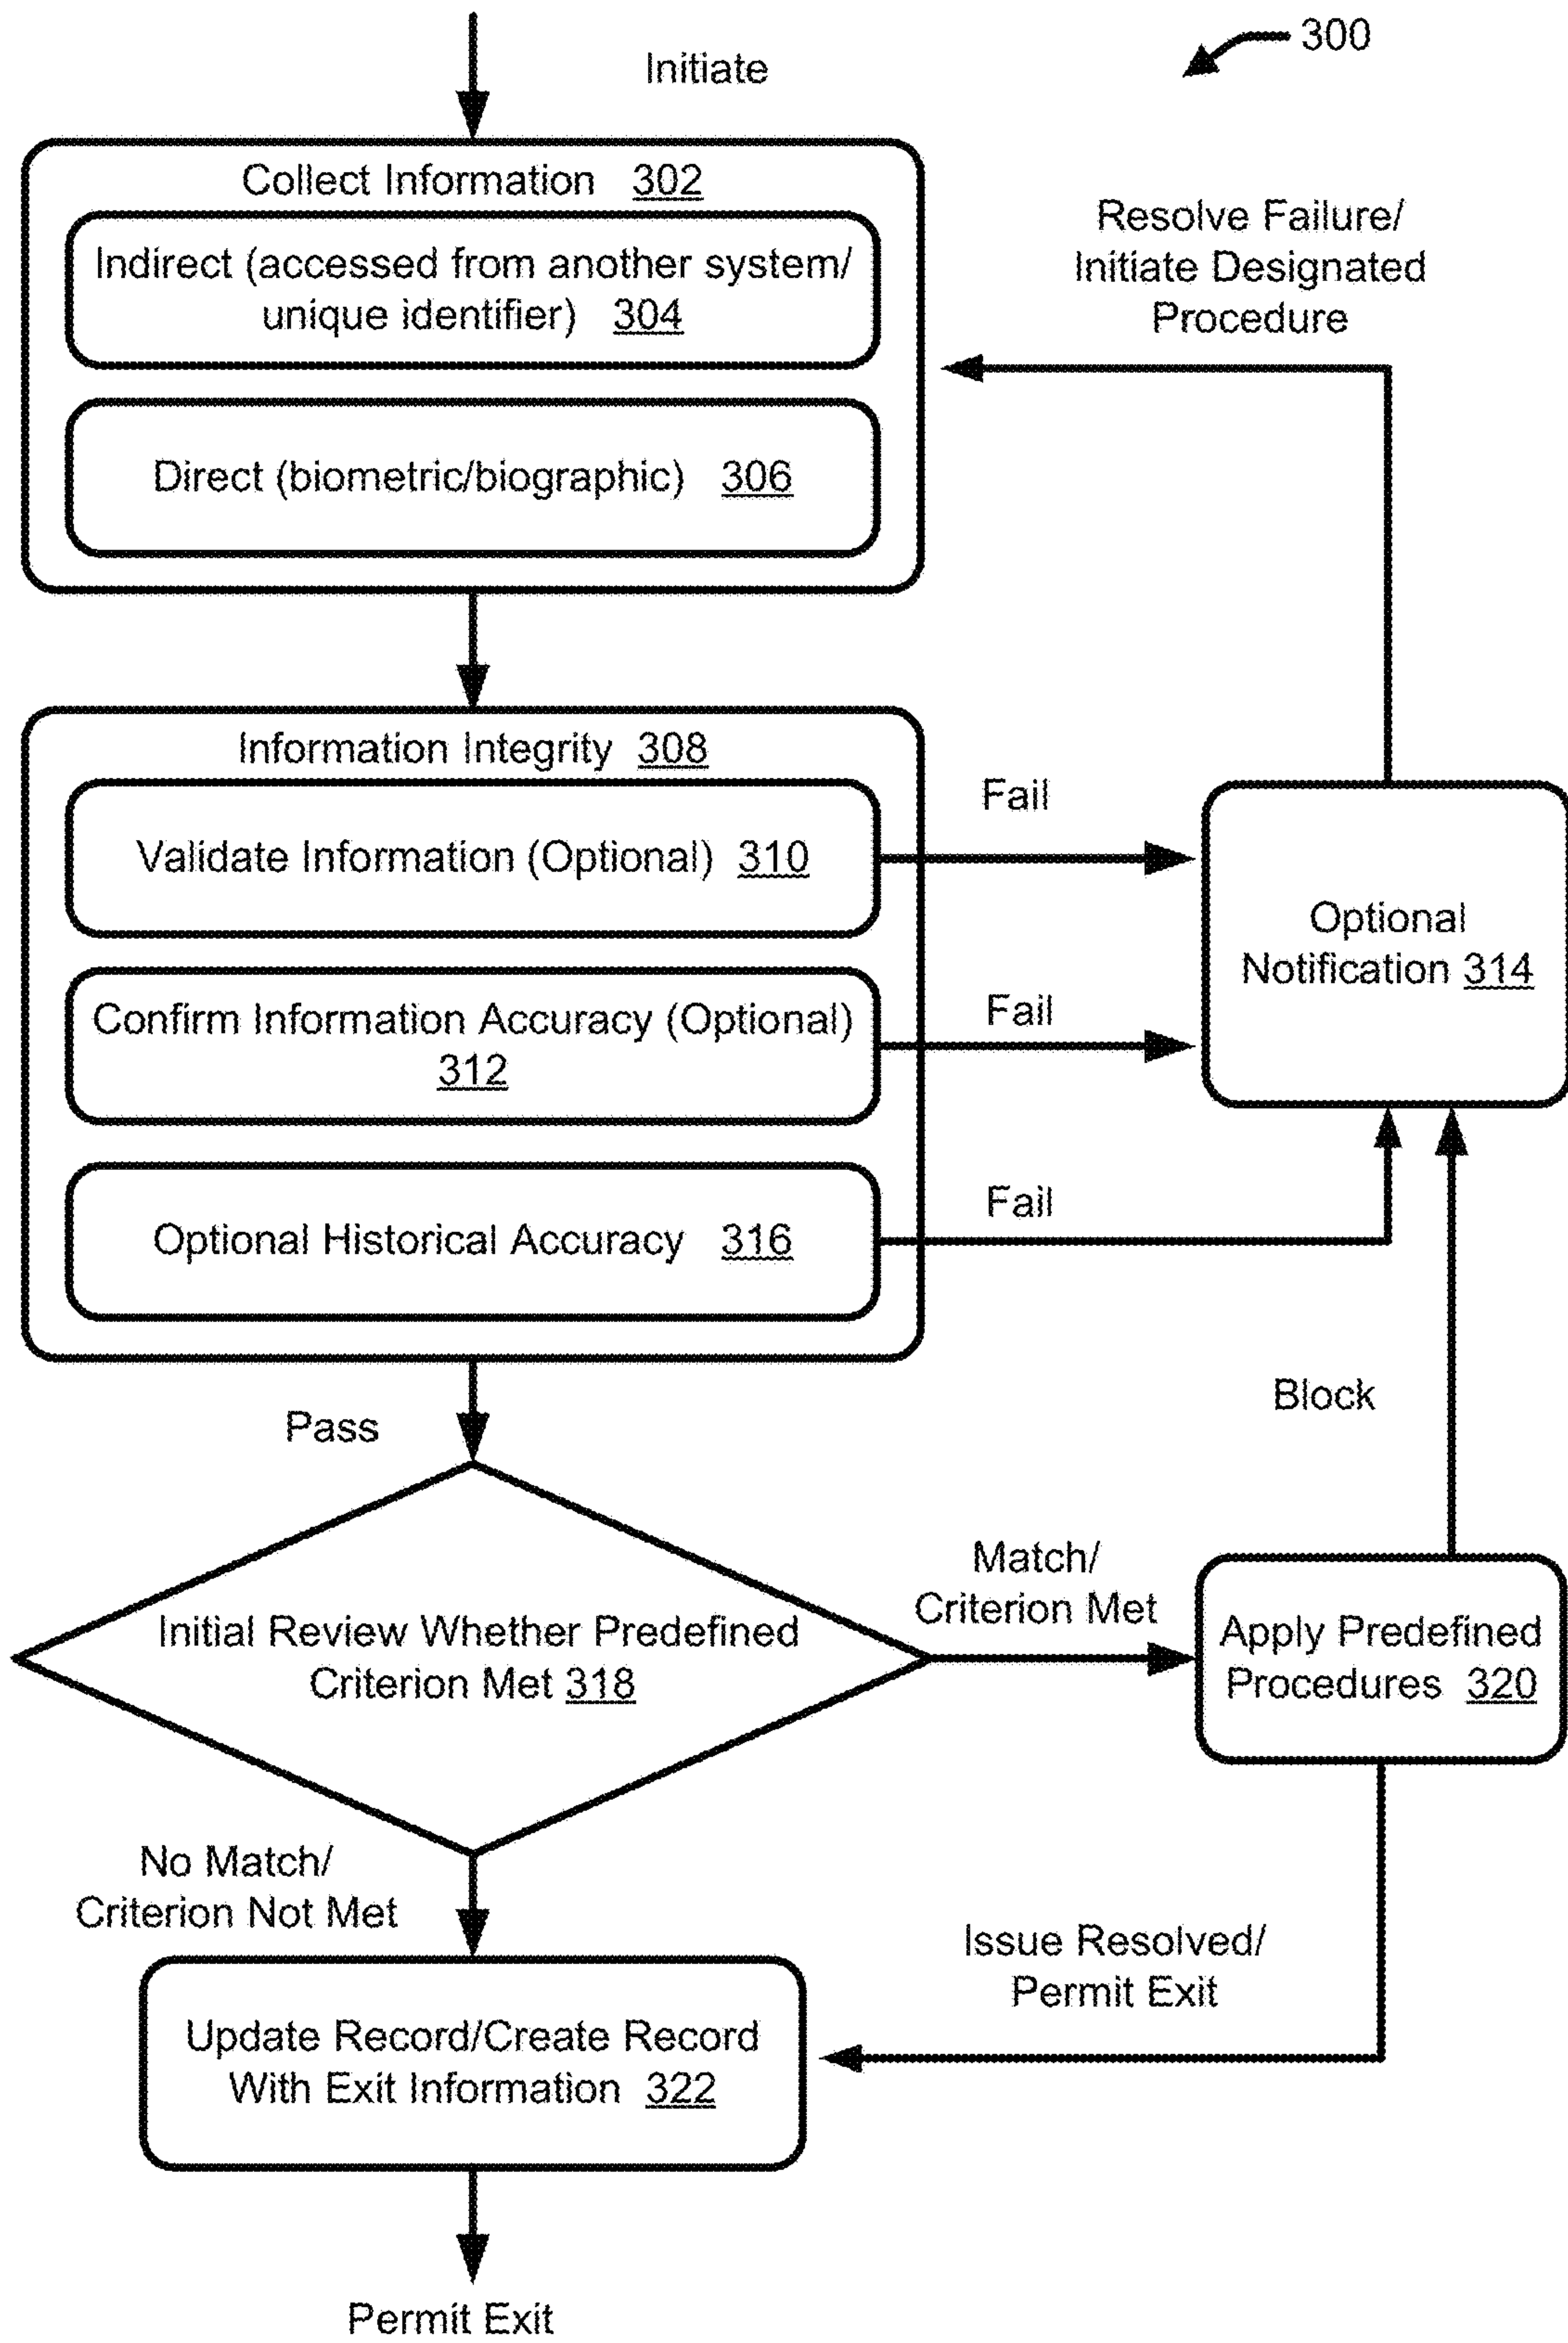 300
Initiate
Collect Information 302
Indirect (accessed from another system/
unique identifier) 304
Direct (biometric/biographic) 306
Resolve Failure/
Initiate Designated
Procedure
Information Integrity 308
Validate Information (Optional) 310
Fail
Confirm Information Accuracy (Optional)
312
Fail
Optional Historical Accuracy 316
Fail
Optional
Notification 314
Pass
Block
Initial Review Whether Predefined
Criterion Met 318
Match/
Criterion Met
Apply Predefined
Procedures 320
No Match/
Criterion Not Met
Issue Resolved/
Permit Exit
Update Record/Create Record
With Exit Information 322
Permit Exit